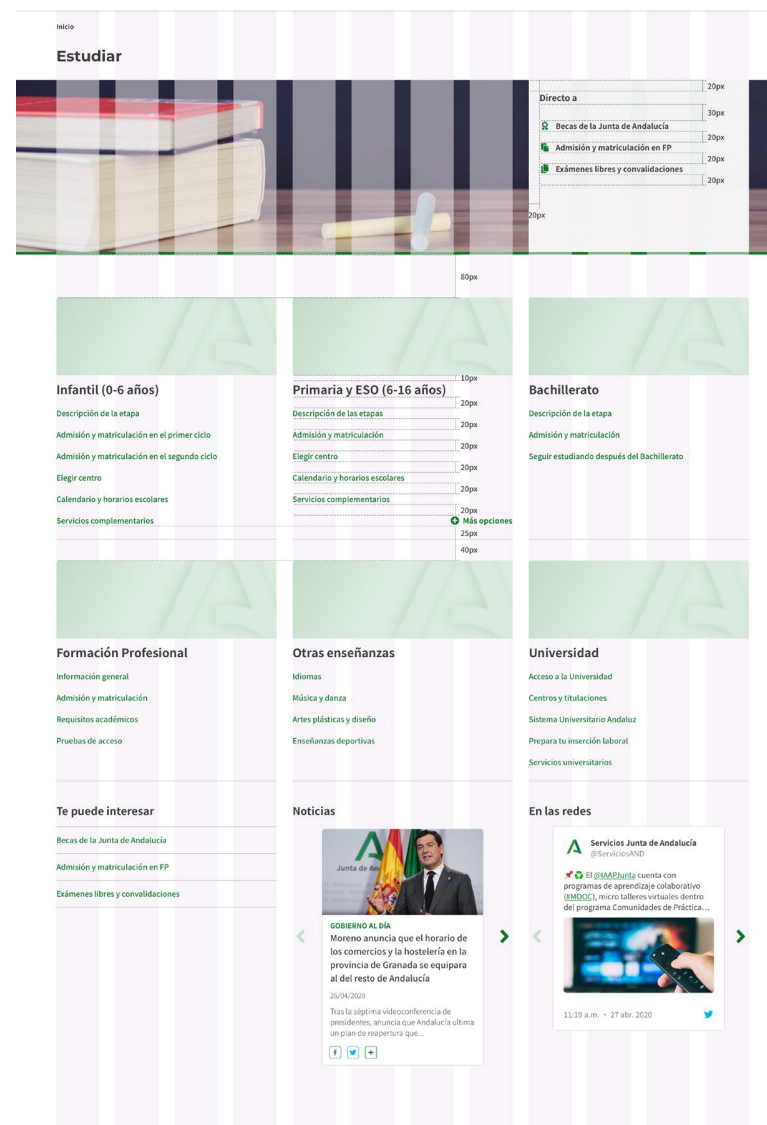 Inicio
Estudiar
20px
Directo a
30px
Becas de la Junta de Andalucía
20px
Admisión y matriculación en FP
20px
Exámenes libres y convalidaciones
20px
20px
80px
10px
Infantil (0-6 años)
Descripción de la etapa
Admisión y matriculación en el primer ciclo
Admisión y matriculación en el segundo ciclo
Elegir centro
Calendario y horarios escolares
Servicios complementarios
Primaria y ESO (6-16 años)
20px
Descripción de las etapas
20px
Admisión y matriculación
20px
Elegir centro
20px
Calendario y horarios escolares
20px
Servicios complementarios
20px
Más opciones
25px
40px
Bachillerato
Descripción de la etapa
Admisión y matriculación
Seguir estudiando después del Bachillerato
Formación Profesional
Información general
Admisión y matriculación
Requisitos académicos
Pruebas de acceso
Otras enseñanzas
Idiomas
Música y danza
Artes plásticas y diseño
Enseñanzas deportivas
Universidad
Acceso a la Universidad
Centros y titulaciones
Sistema Universitario Andaluz
Prepara tu inserción laboral
Servicios universitarios
Te puede interesar
Becas de la Junta de Andalucía
Admisión y matriculación en FP
Exámenes libres y convalidaciones
Noticias
Junta de An
GOBIERNO AL DÍA
Moreno anuncia que el horario de
los comercios y la hostelería en la
provincia de Granada se equipara
al del resto de Andalucía
26/04/2020
Tras la séptima videoconferencia de
presidentes, anuncia que Andalucía ultima
un plan de reapertura que...
En las redes
Servicios Junta de Andalucía
@ServiciosAND
El @IAAPJunta cuenta con
programas de aprendizaje colaborativo
(#MOOC), micro talleres virtuales dentro
del programa Comunidades de Práctica...
11:19 a.m. · 27 abr. 2020